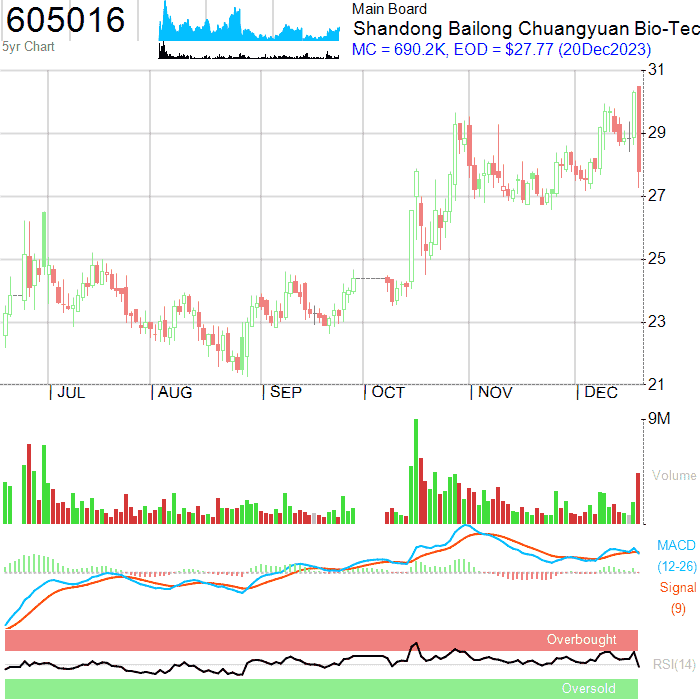 605016
5yr Chart
Main Board
Shandong Bailong Chuangyuan Bio-Tec
MC = 690.2K, EOD = $27.77 (20Dec2023)
31
29
27
25
23
21
| JUL | AUG | SEP | OCT | NOV | DEC
9M
Volume
MACD
(12-26)
Signal
(9)
Overbought
RSI(14)
Oversold